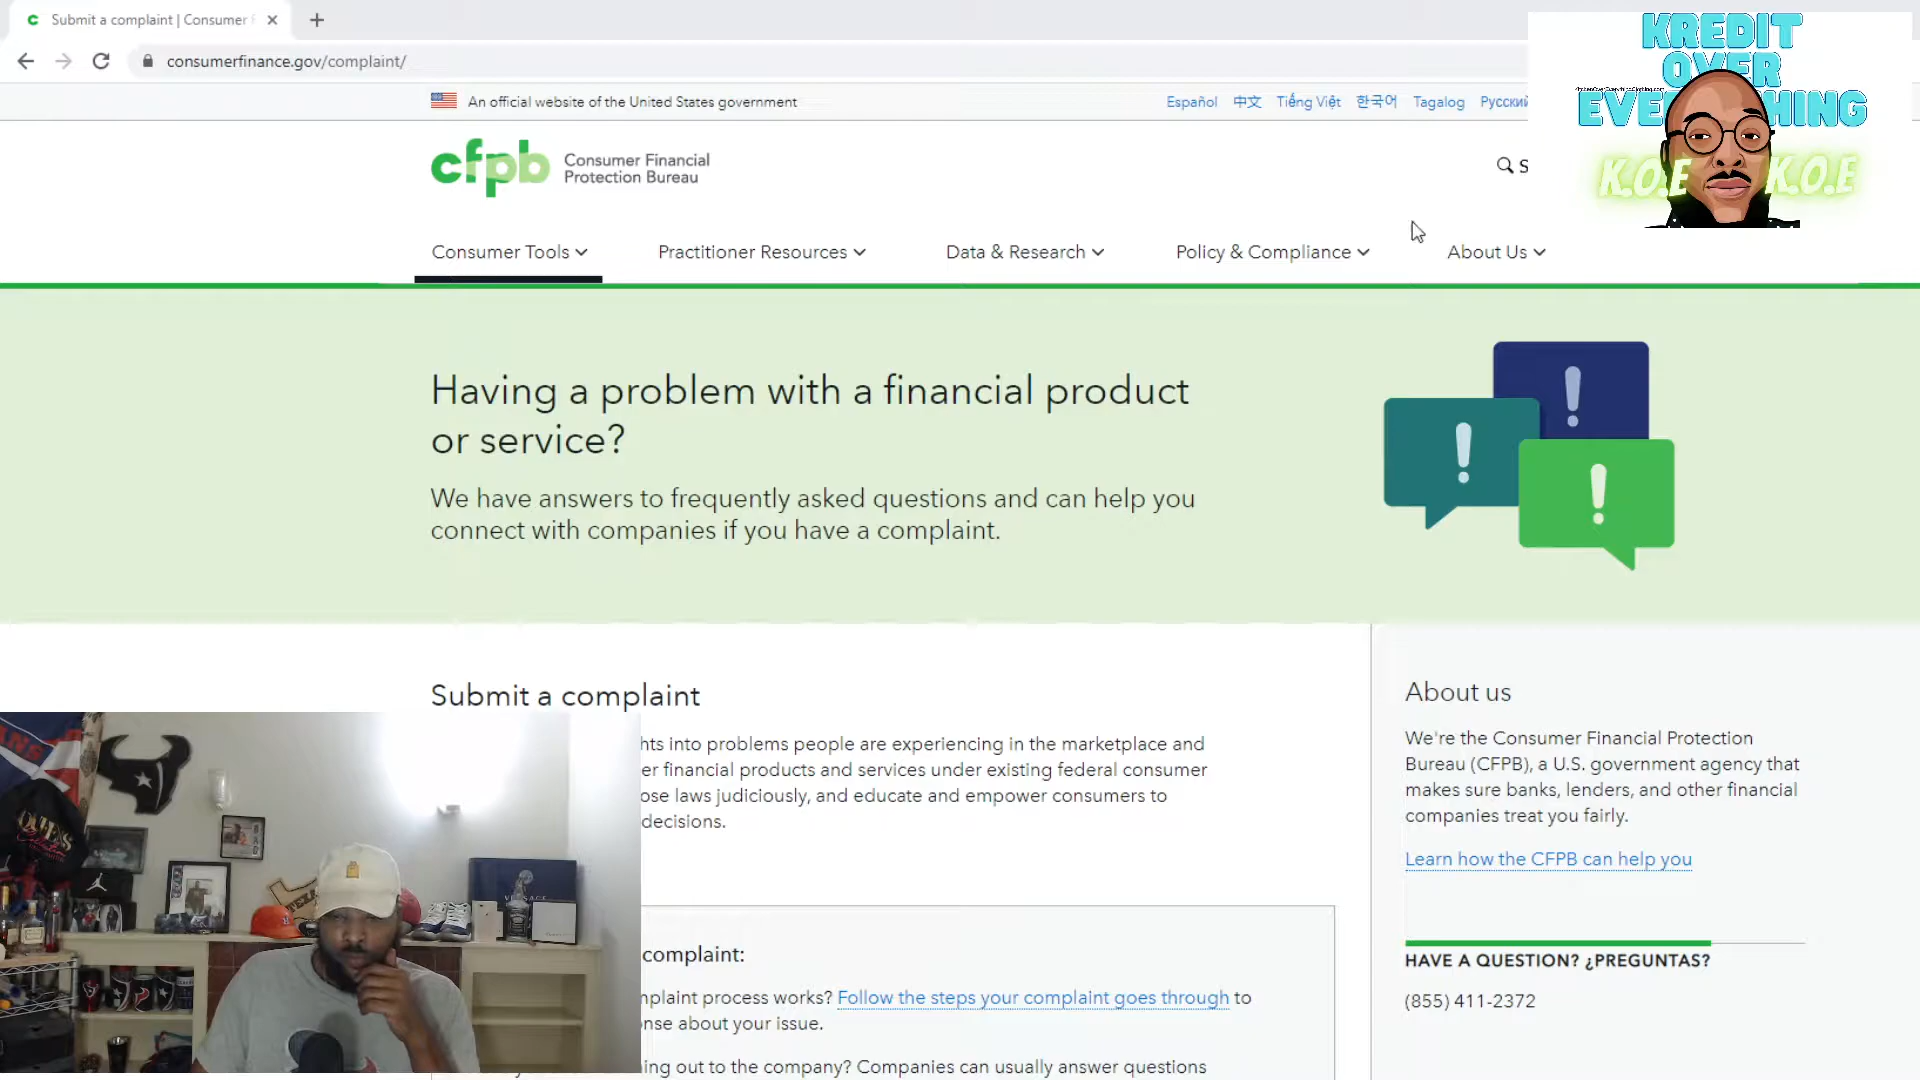 Submit a complaint | Consumer F
consumerfinance.gov/complaint/
KREDIT
OVER
An official website of the United States government
Español 中文 Tiếng Việt 한국어 Tagalog Русский
cfpb
Consumer Financial
Protection Bureau
S
K.O.E K.O.E
Consumer Tools
Practitioner Resources
Data & Research
Policy & Compliance
About Us
Having a problem with a financial product
or service?
We have answers to frequently asked questions and can help you
connect with companies if you have a complaint.
Submit a complaint
hts into problems people are experiencing in the marketplace and
er financial products and services under existing federal consumer
ose laws judiciously, and educate and empower consumers to
decisions.
complaint:
nplaint process works? Follow the steps your complaint goes through to
nse about your issue.
ing out to the company? Companies can usually answer questions
About us
We're the Consumer Financial Protection
Bureau (CFPB), a U.S. government agency that
makes sure banks, lenders, and other financial
companies treat you fairly.
Learn how the CFPB can help you
HAVE A QUESTION? ¿PREGUNTAS?
(855) 411-2372
VERSACE